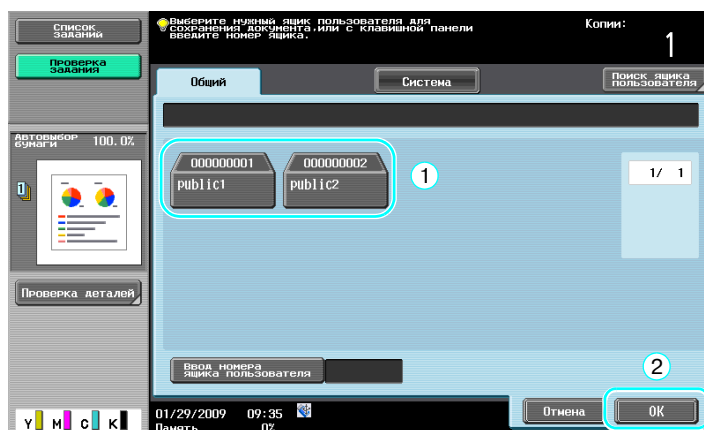 Список
заданий
Проверка
задания
Выберите нужный ящик пользователя для
сохранения документа.или с клавишной панели
введите номер ящика.
Копии:
1
Общий
Система
Поиск ящика
пользователя
Автовыбор
бумаги
100.0%
000000001
public1
000000002
public2
1
1/ 1
Проверка деталей
Ввод номера
ящика пользователя
2
Отмена
OK
Y M C K
01/29/2009 09:35
Память 0%